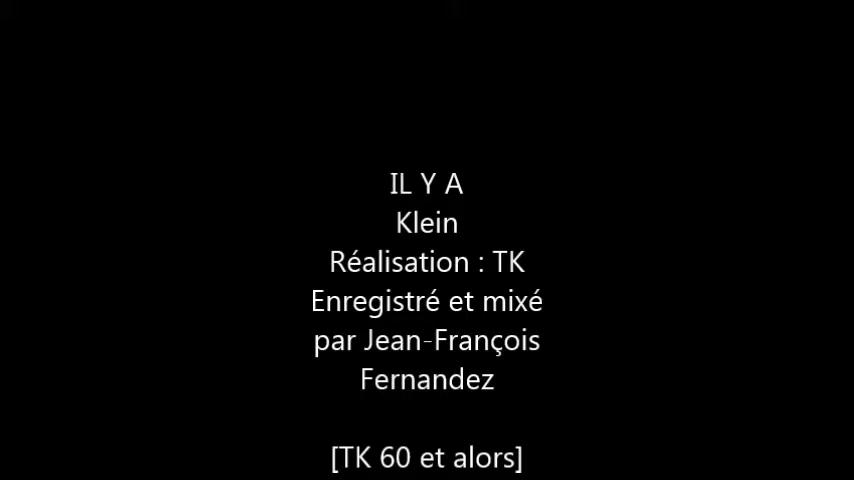 IL Y A
Klein
Réalisation : TK
Enregistré et mixé
par Jean-François
Fernandez
[TK 60 et alors]